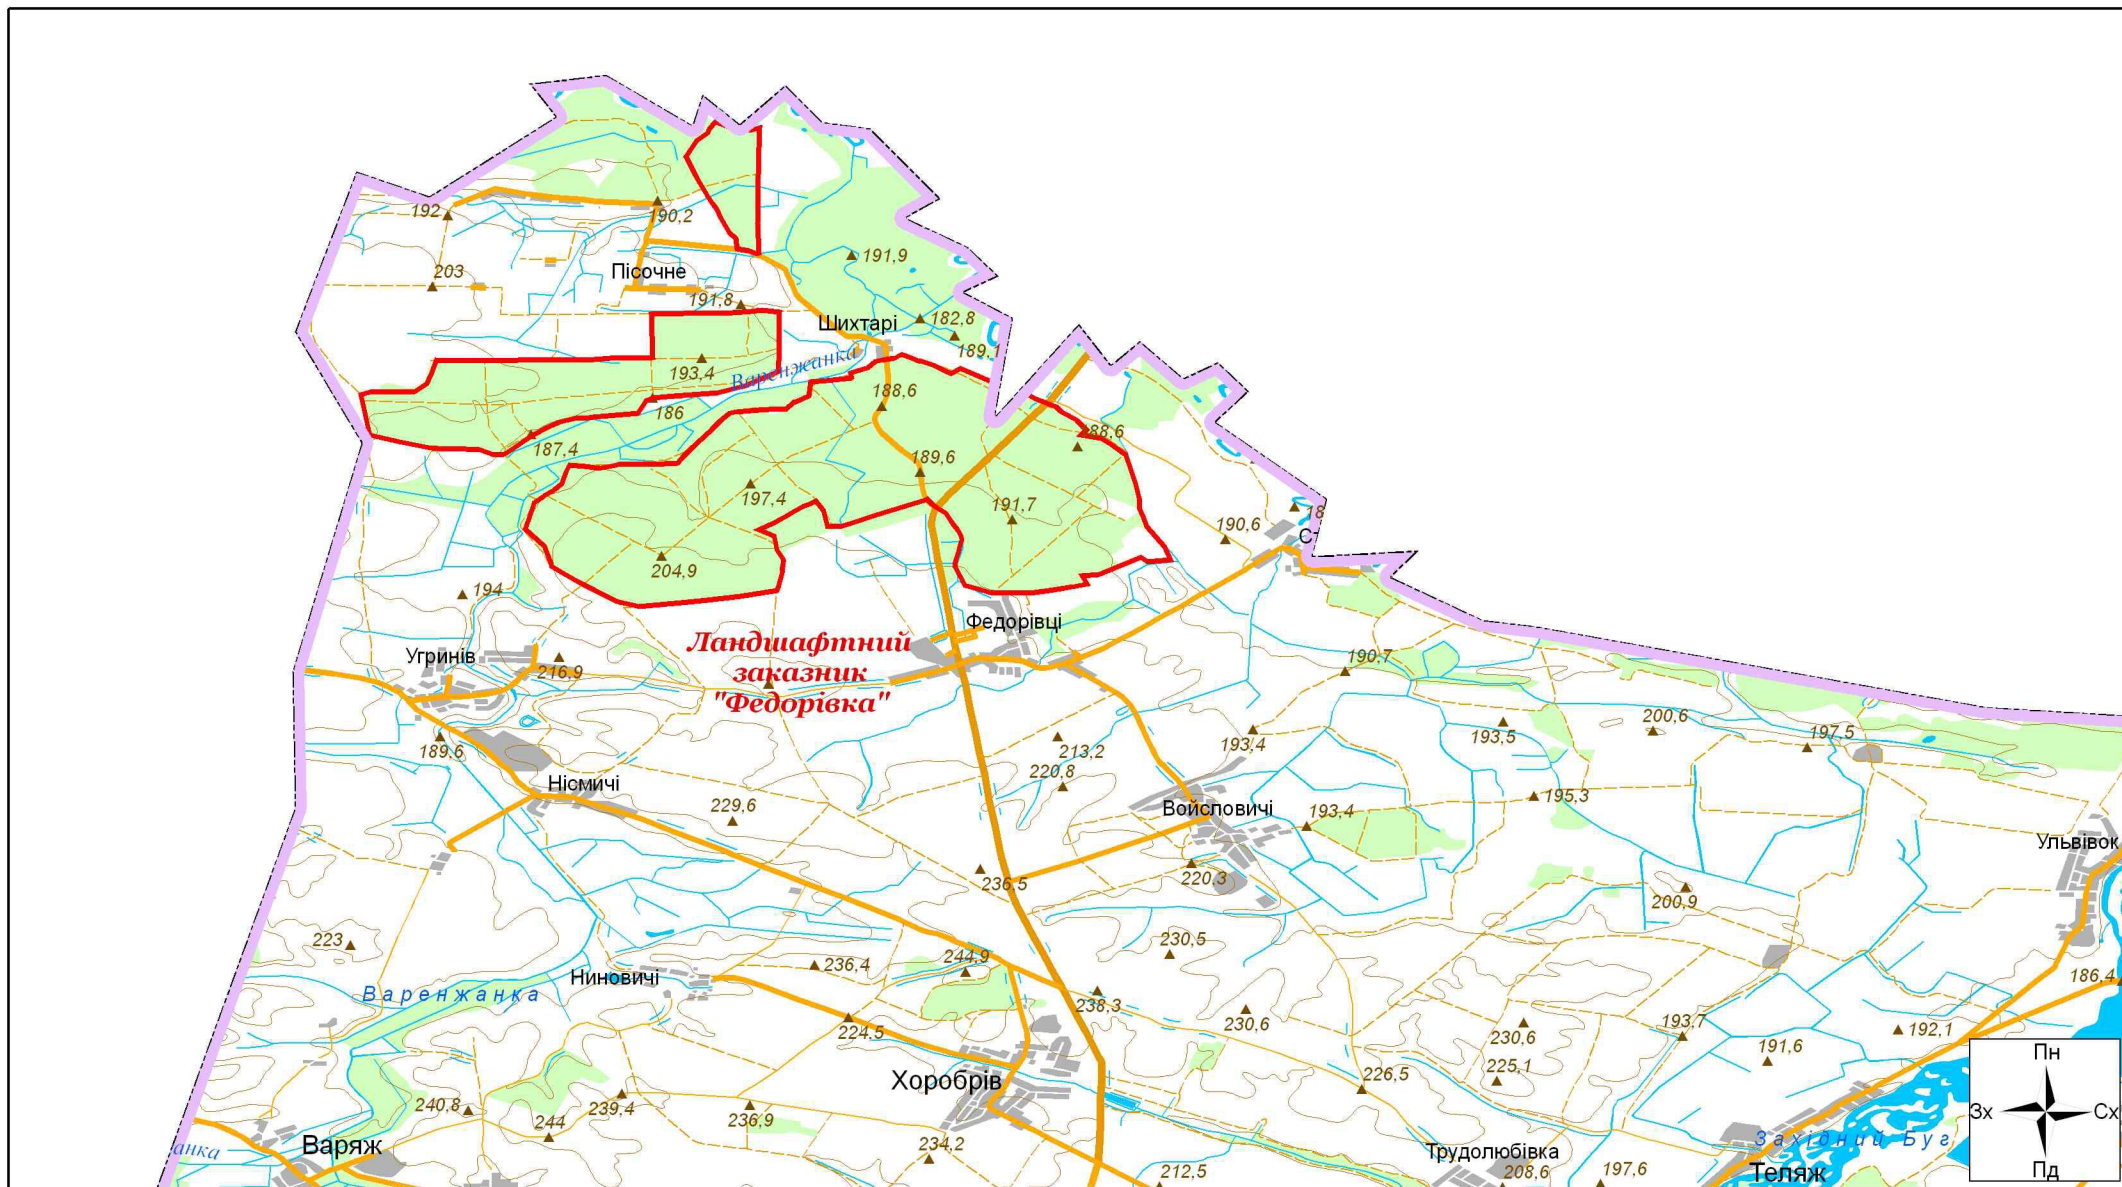 192
190,2
191,9
203
Пісочне
191,8
Шихтарі
182,8
189,1
193,4
Варенжанка
188,6
186
187,4
188,6
189,6
197,4
191,7
190,6
18
С
204,9
194
Федорівці
Ландшафтний
заказник
"Федорівка"
Угринів
216,9
190,7
189,6
213,2
193,4
193,5
200,6
197,5
220,8
Нісмичі
229,6
Войсловичі
193,4
195,3
Ульвівок
236,5
220,3
200,9
223
230,5
236,4
244,9
Ниновичі
186,4
Варенжанка
238,3
224,5
230,6
230,6
193,7
192,1
191,6
Пн
Хоробрів
226,5
225,1
240,8
239,4
244
236,9
Зх
Сх
Варяж
анка
234,2
Західний Буг
Трудолюбівка
212,5
208,6
197,6
Теляж
Пд